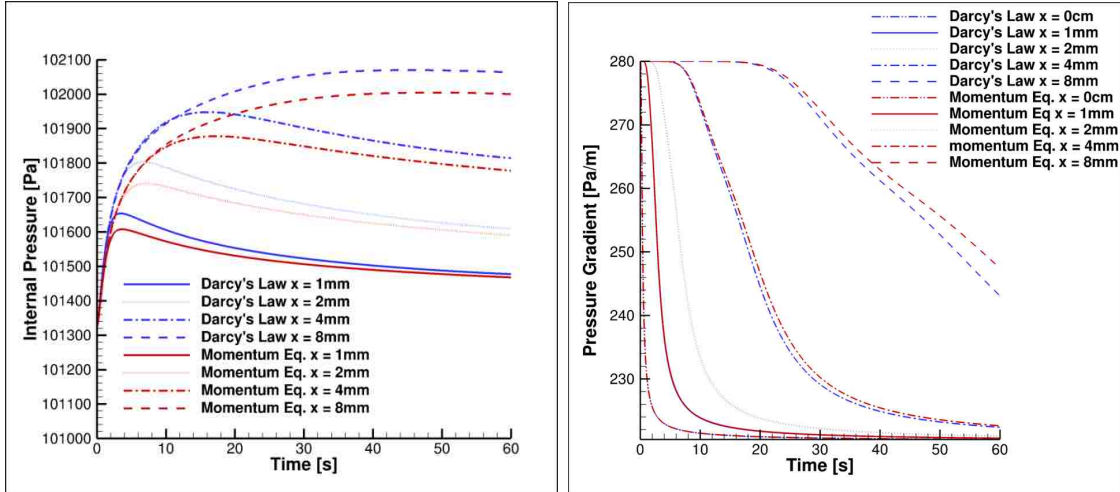 102100
102000
101900
101800
101700
101600
101500
101400
101300
101200
101100
101000
Internal Pressure [Pa]
Darcy's Law x = 1mm
Darcy's Law x = 2mm
Darcy's Law x = 4mm
Darcy's Law x = 8mm
Momentum Eq. x = 1mm
Momentum Eq. x = 2mm
Momentum Eq. x = 4mm
Momentum Eq. x = 8mm
0 10 20 30 40 50 60
Time [s]
Darcy's Law x = 0cm
Darcy's Law x = 1mm
Darcy's Law x = 2mm
Darcy's Law x = 4mm
Darcy's Law x = 8mm
Momentum Eq. x = 0cm
Momentum Eq. x = 1mm
Momentum Eq. x = 2mm
momentum Eq. x = 4mm
Momentum Eq. x = 8mm
280
270
260
250
240
230
Pressure Gradient [Pa/m]
0 10 20 30 40 50 60
Time [s]